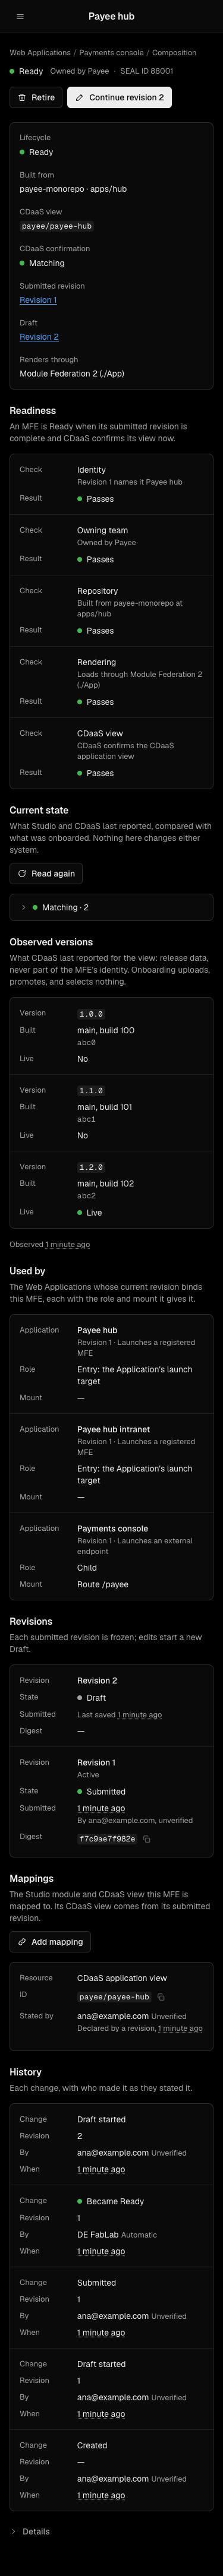 Payee hub
Web Applications / Payments console / Composition
Ready Owned by Payee · SEAL ID 88001
Retire
Continue revision 2
Lifecycle
Ready
Built from
payee-monorepo · apps/hub
CDaaS view
payee/payee-hub
CDaaS confirmation
Matching
Submitted revision
Revision 1
Draft
Revision 2
Renders through
Module Federation 2 (./App)
Readiness
An MFE is Ready when its submitted revision is
complete and CDaaS confirms its view now.
Check Identity
Revision 1 names it Payee hub
Result Passes
Check Owning team
Owned by Payee
Result Passes
Check Repository
Built from payee-monorepo at
apps/hub
Result Passes
Check Rendering
Loads through Module Federation 2
(./App)
Result Passes
Check CDaaS view
CDaaS confirms the CDaaS
application view
Result Passes
Current state
What Studio and CDaaS last reported, compared with
what was onboarded. Nothing here changes either
system.
Read again
Matching · 2
Observed versions
What CDaaS last reported for the view: release data,
never part of the MFE's identity. Onboarding uploads,
promotes, and selects nothing.
Version 1.0.0
Built main, build 100
abc0
Live No
Version 1.1.0
Built main, build 101
abc1
Live No
Version 1.2.0
Built main, build 102
abc2
Live Live
Observed 1 minute ago
Used by
The Web Applications whose current revision binds
this MFE, each with the role and mount it gives it.
Application Payee hub
Revision 1 · Launches a registered
MFE
Role Entry: the Application's launch
target
Mount —
Application Payee hub intranet
Revision 1 · Launches a registered
MFE
Role Entry: the Application's launch
target
Mount —
Application Payments console
Revision 1 · Launches an external
endpoint
Role Child
Mount Route /payee
Revisions
Each submitted revision is frozen; edits start a new
Draft.
Revision Revision 2
State Draft
Submitted Last saved 1 minute ago
Digest —
Revision Revision 1
Active
State Submitted
Submitted 1 minute ago
By ana@example.com, unverified
Digest f7c9ae7f982e
Mappings
The Studio module and CDaaS view this MFE is
mapped to. Its CDaaS view comes from its submitted
revision.
Add mapping
Resource CDaaS application view
ID payee/payee-hub
Stated by ana@example.com Unverified
Declared by a revision, 1 minute ago
History
Each change, with who made it as they stated it.
Change Draft started
Revision 2
By ana@example.com Unverified
When 1 minute ago
Change Became Ready
Revision 1
By DE FabLab Automatic
When 1 minute ago
Change Submitted
Revision 1
By ana@example.com Unverified
When 1 minute ago
Change Draft started
Revision 1
By ana@example.com Unverified
When 1 minute ago
Change Created
Revision —
By ana@example.com Unverified
When 1 minute ago
Details